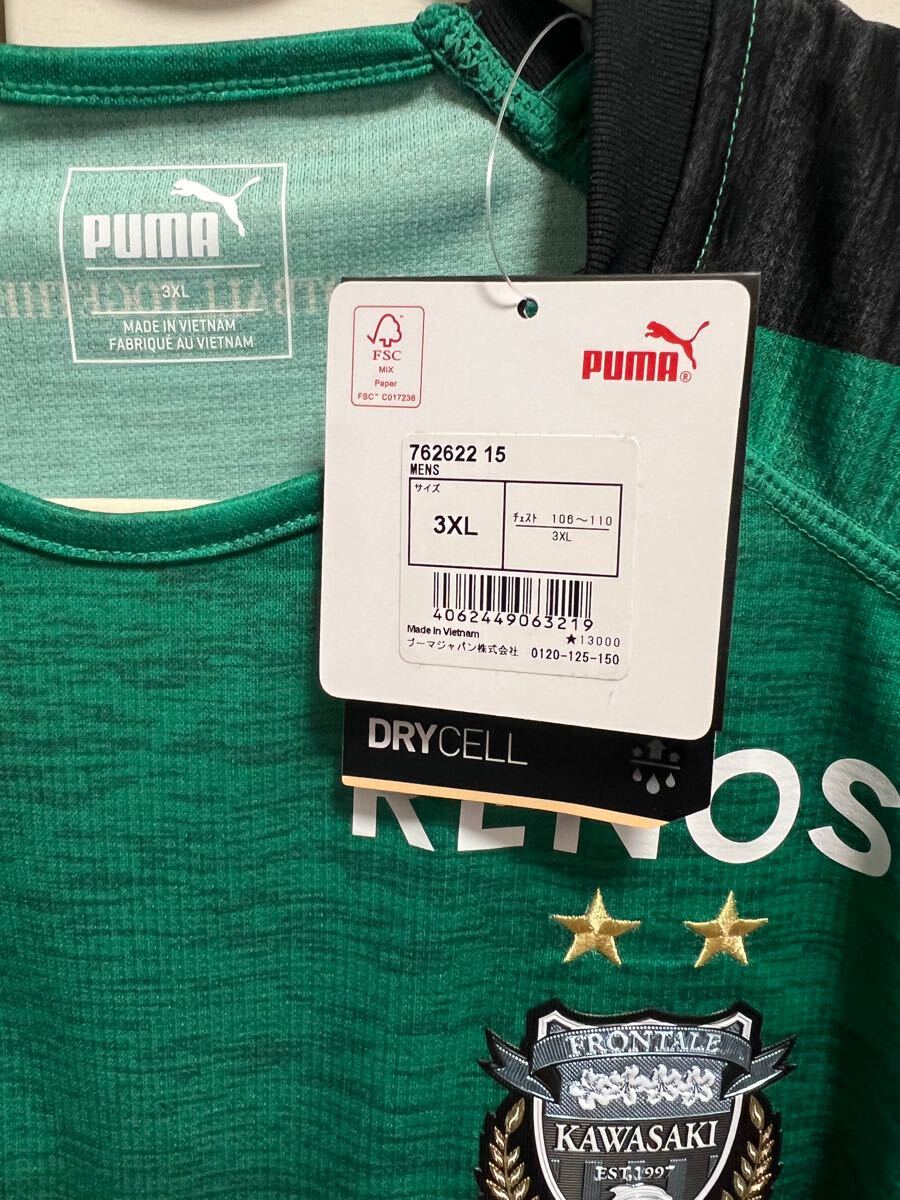 PUMA
3XL
MADE IN VIETNAM
FABRIQUÉ AU VIETNAM
FSC
MIX
Paper
FSC™ C017236
PUMA®
762622 15
MENS
サイズ
3XL
チェスト 106～110
3XL
4062449063219
Made in Vietnam
★13000
プーマジャパン株式会社 0120-125-150
DRYCELL
RENOS
FRONTALE
KAWASAKI
EST.1997